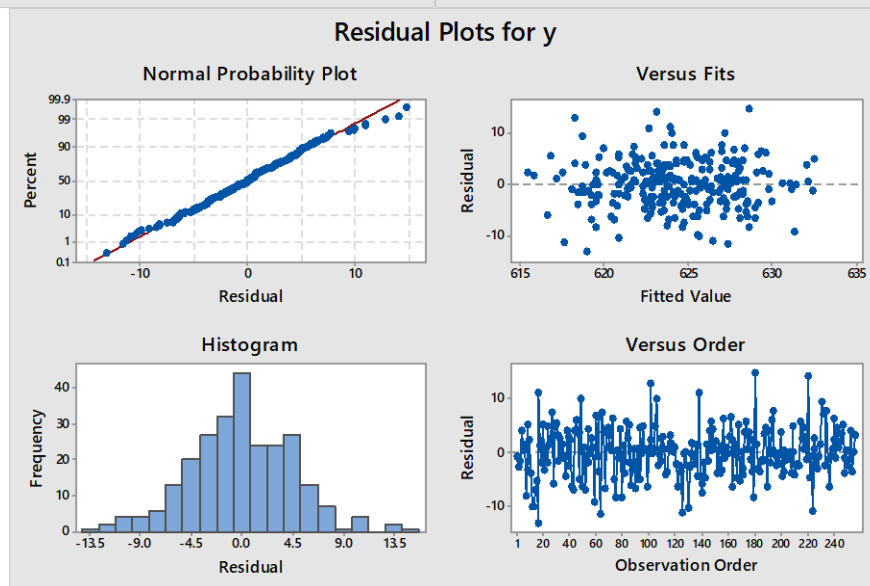 Residual Plots for y
Normal Probability Plot
99.9
99
90
50
10
1
0.1
Percent
-10 0 10
Residual
Versus Fits
10
0
-10
Residual
615 620 625 630 635
Fitted Value
Histogram
40
30
20
10
0
Frequency
-13.5 -9.0 -4.5 0.0 4.5 9.0 13.5
Residual
Versus Order
10
0
-10
Residual
1 20 40 60 80 100 120 140 160 180 200 220 240
Observation Order